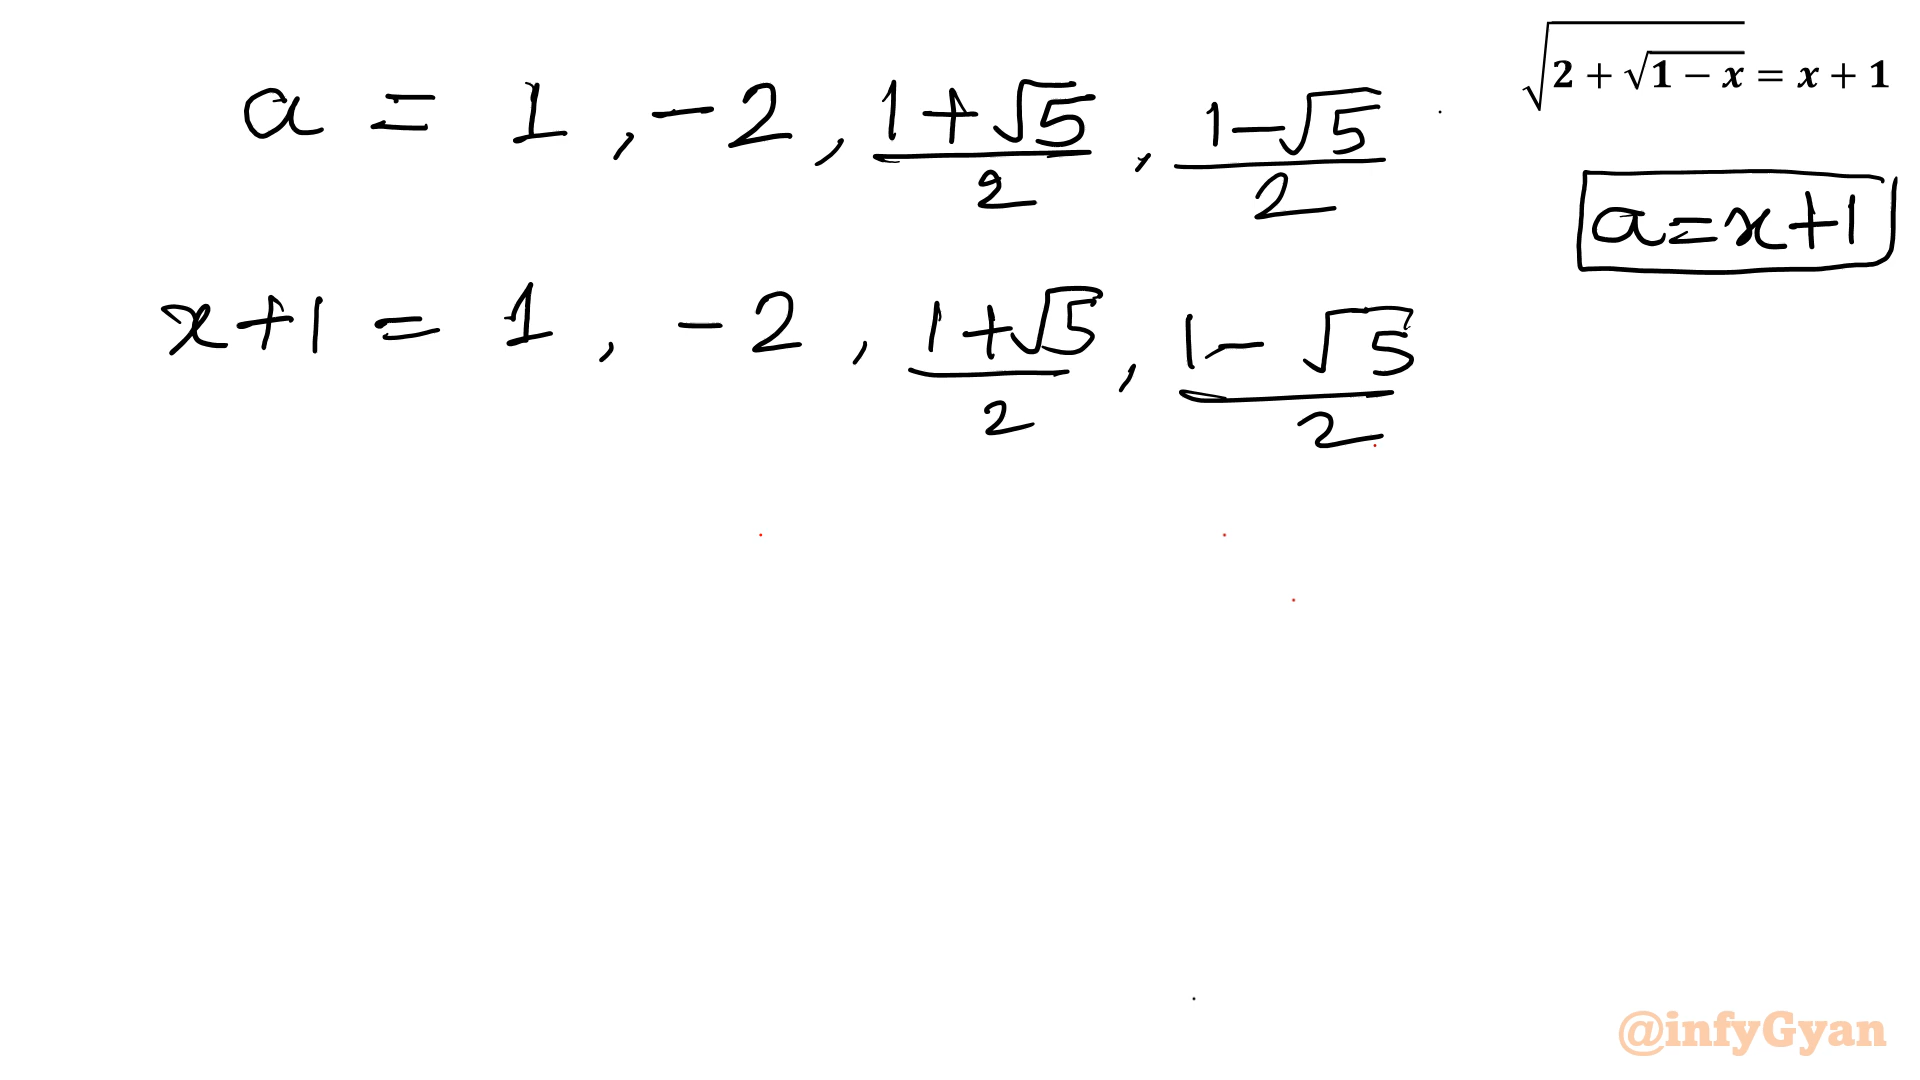 √(2 + √(1 − x)) = x + 1
a = 1 , −2 , (1+√5)/2 , (1−√5)/2
a = x+1
x+1 = 1 , −2 , (1+√5)/2 , (1−√5)/2
@infyGyan